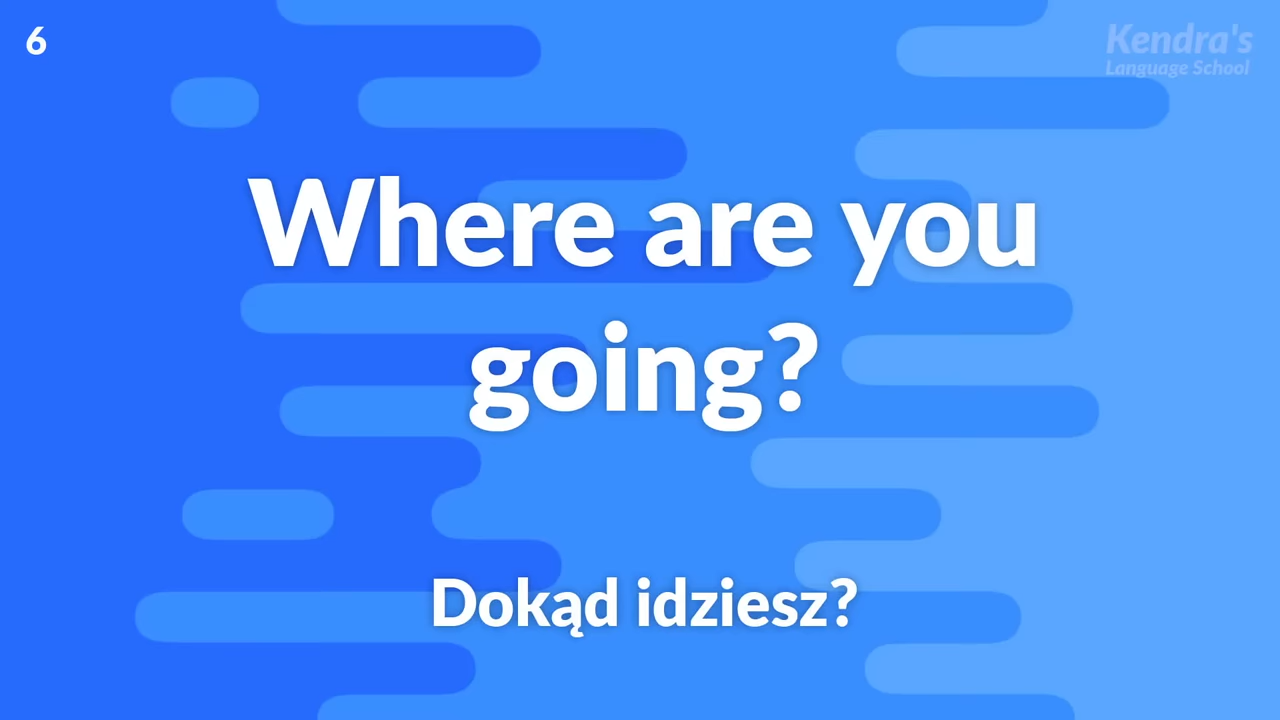 6
Kendra's
Language School
Where are you
going?
Dokąd idziesz?